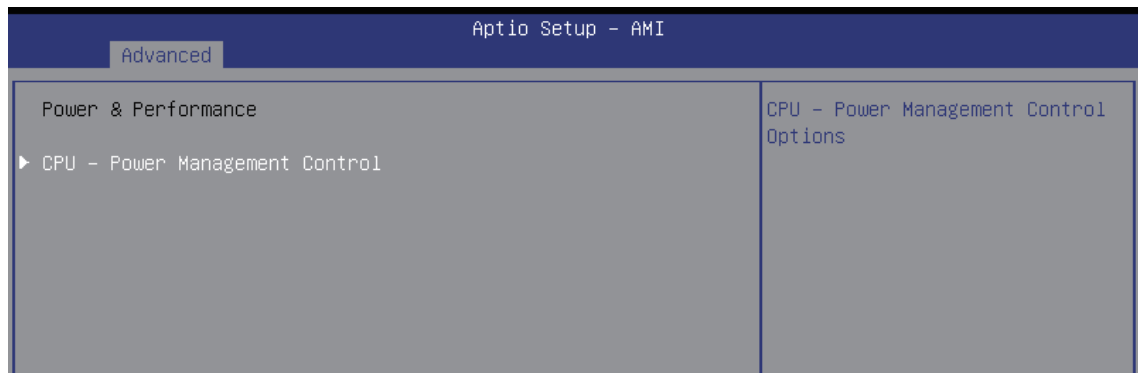 Aptio Setup – AMI
Advanced
Power & Performance
▶ CPU – Power Management Control
CPU – Power Management Control
Options